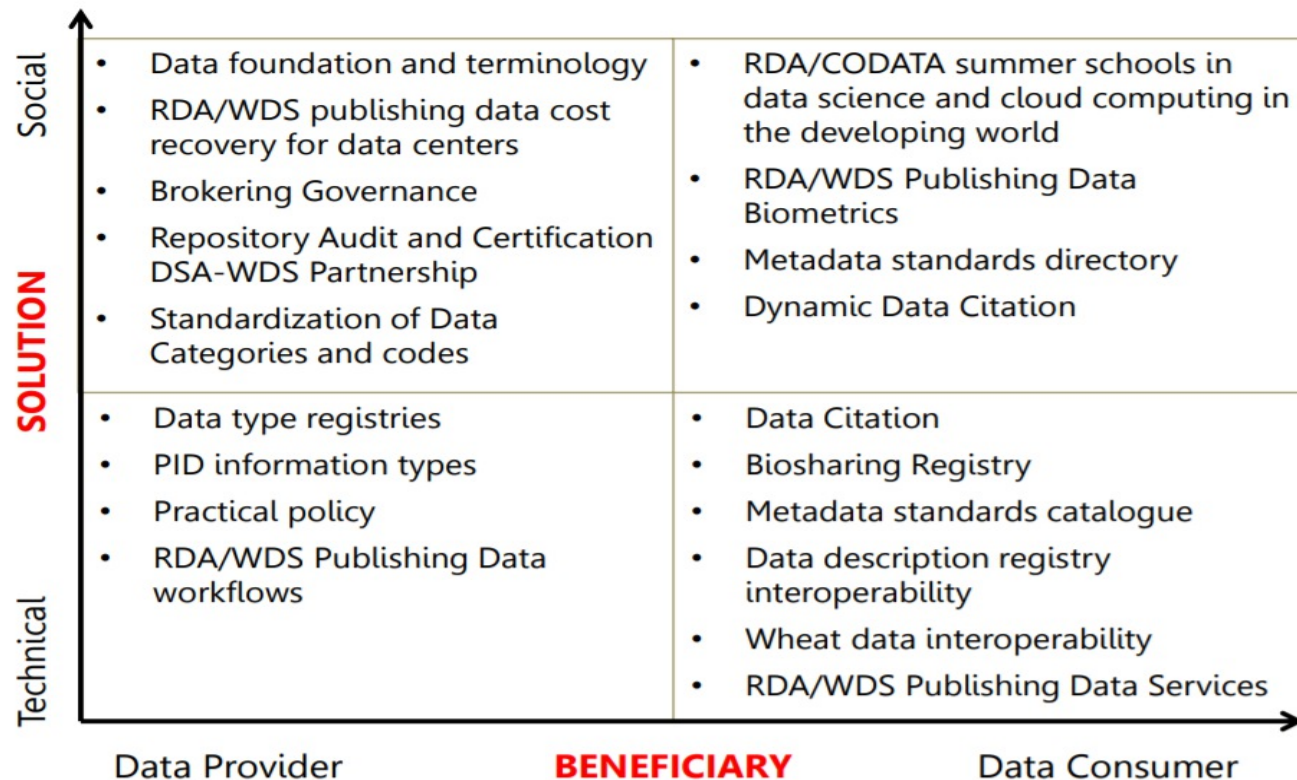 Social
• Data foundation and terminology
• RDA/WDS publishing data cost
recovery for data centers
• Brokering Governance
• Repository Audit and Certification
DSA-WDS Partnership
• Standardization of Data
Categories and codes
• RDA/CODATA summer schools in
data science and cloud computing in
the developing world
• RDA/WDS Publishing Data
Biometrics
• Metadata standards directory
• Dynamic Data Citation
SOLUTION
Technical
• Data type registries
• PID information types
• Practical policy
• RDA/WDS Publishing Data
workflows
• Data Citation
• Biosharing Registry
• Metadata standards catalogue
• Data description registry
interoperability
• Wheat data interoperability
• RDA/WDS Publishing Data Services
Data Provider
BENEFICIARY
Data Consumer